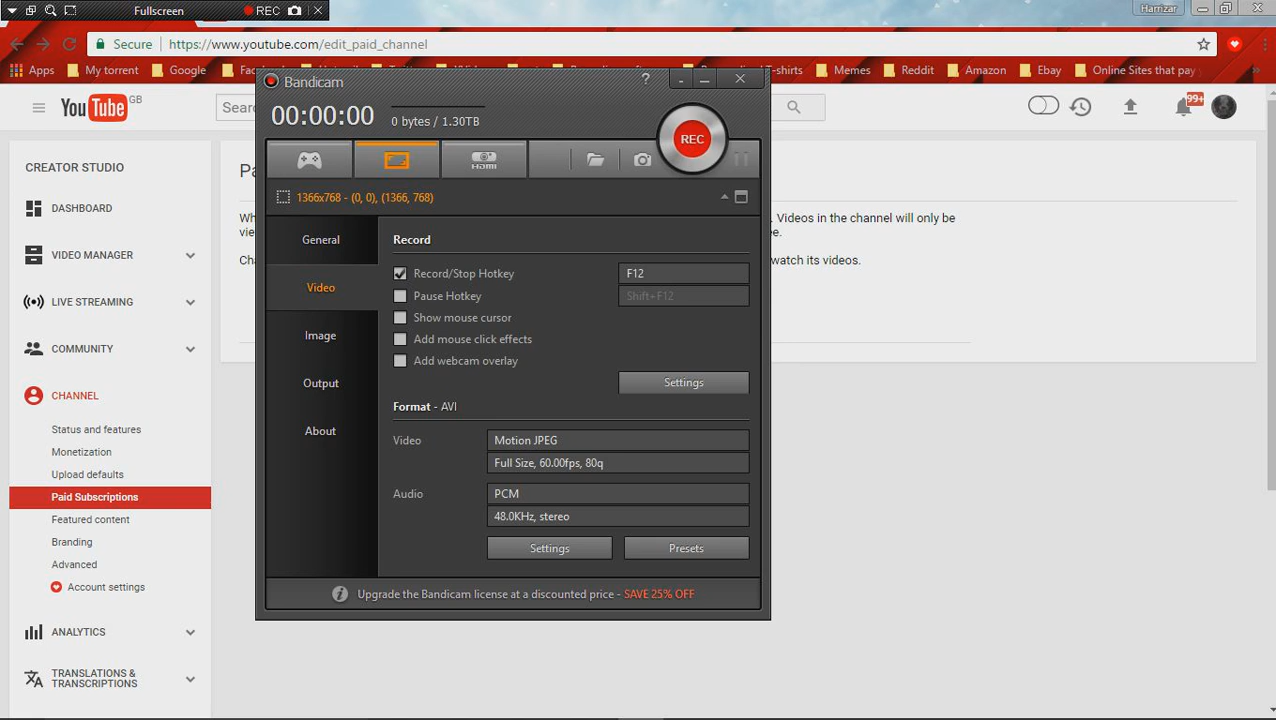 Fullscreen
REC
Harrizar
Secure
https://www.youtube.com/edit_paid_channel
Apps
My torrent
Google
T-shirts
Memes
Reddit
Amazon
Ebay
Online Sites that pay
YouTube GB
Sear
99+
CREATOR STUDIO
DASHBOARD
VIDEO MANAGER
LIVE STREAMING
COMMUNITY
CHANNEL
Status and features
Monetization
Upload defaults
Paid Subscriptions
Featured content
Branding
Advanced
Account settings
ANALYTICS
TRANSLATIONS &
TRANSCRIPTIONS
. Videos in the channel will only be
watch its videos.
Bandicam
?
00:00:00
0 bytes / 1.30TB
REC
HDMI
1366x768 - (0, 0), (1366, 768)
General
Video
Image
Output
About
Record
Record/Stop Hotkey
F12
Pause Hotkey
Shift+F12
Show mouse cursor
Add mouse click effects
Add webcam overlay
Settings
Format - AVI
Video
Motion JPEG
Full Size, 60.00fps, 80q
Audio
PCM
48.0KHz, stereo
Settings
Presets
Upgrade the Bandicam license at a discounted price - SAVE 25% OFF